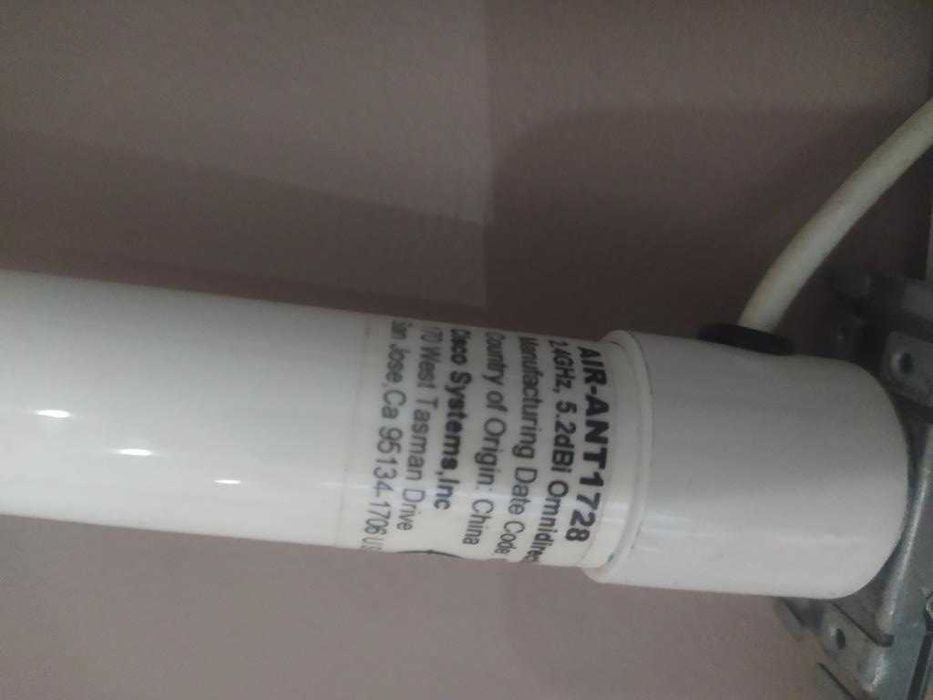 AIR-ANT1728
2.4GHz, 5.2dBi Omnidirec
Manufacturing Date Code
Country of Origin: China
Cisco Systems,Inc
170 West Tasman Drive
San Jose,Ca 95134-1706 US